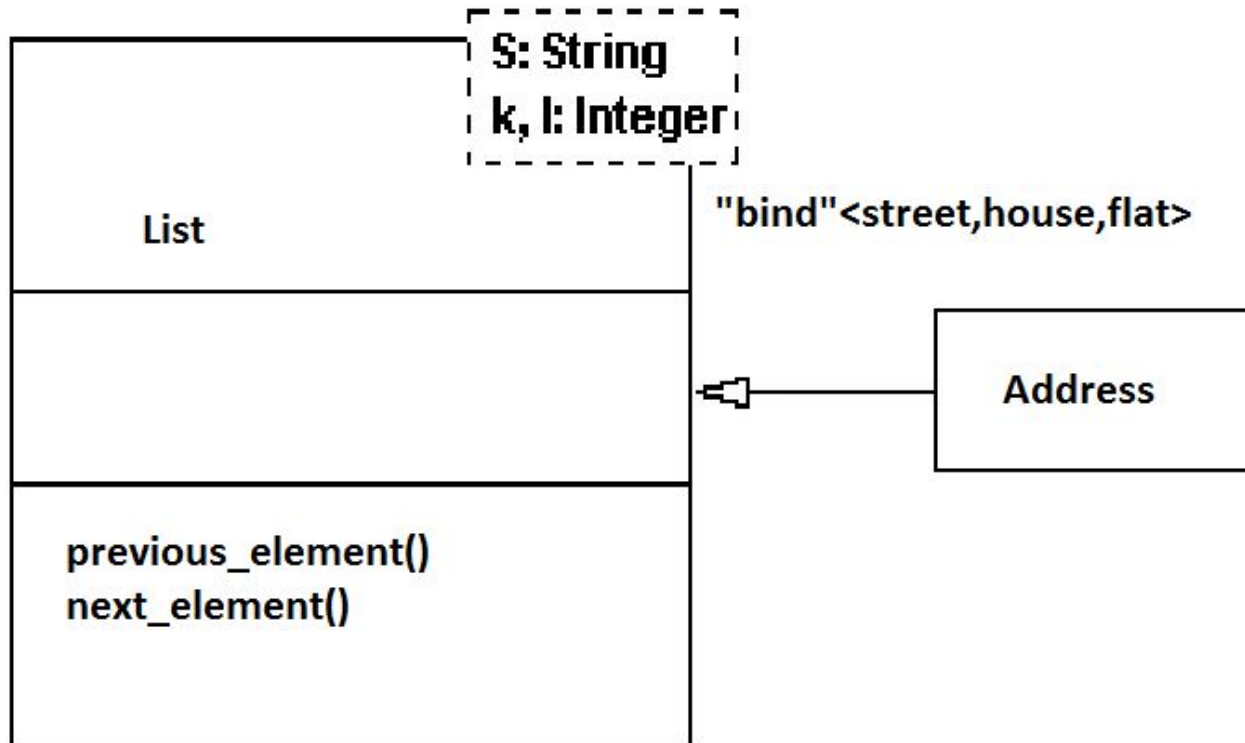 S: String
k, l: Integer
List
"bind"<street,house,flat>
Address
previous_element()
next_element()